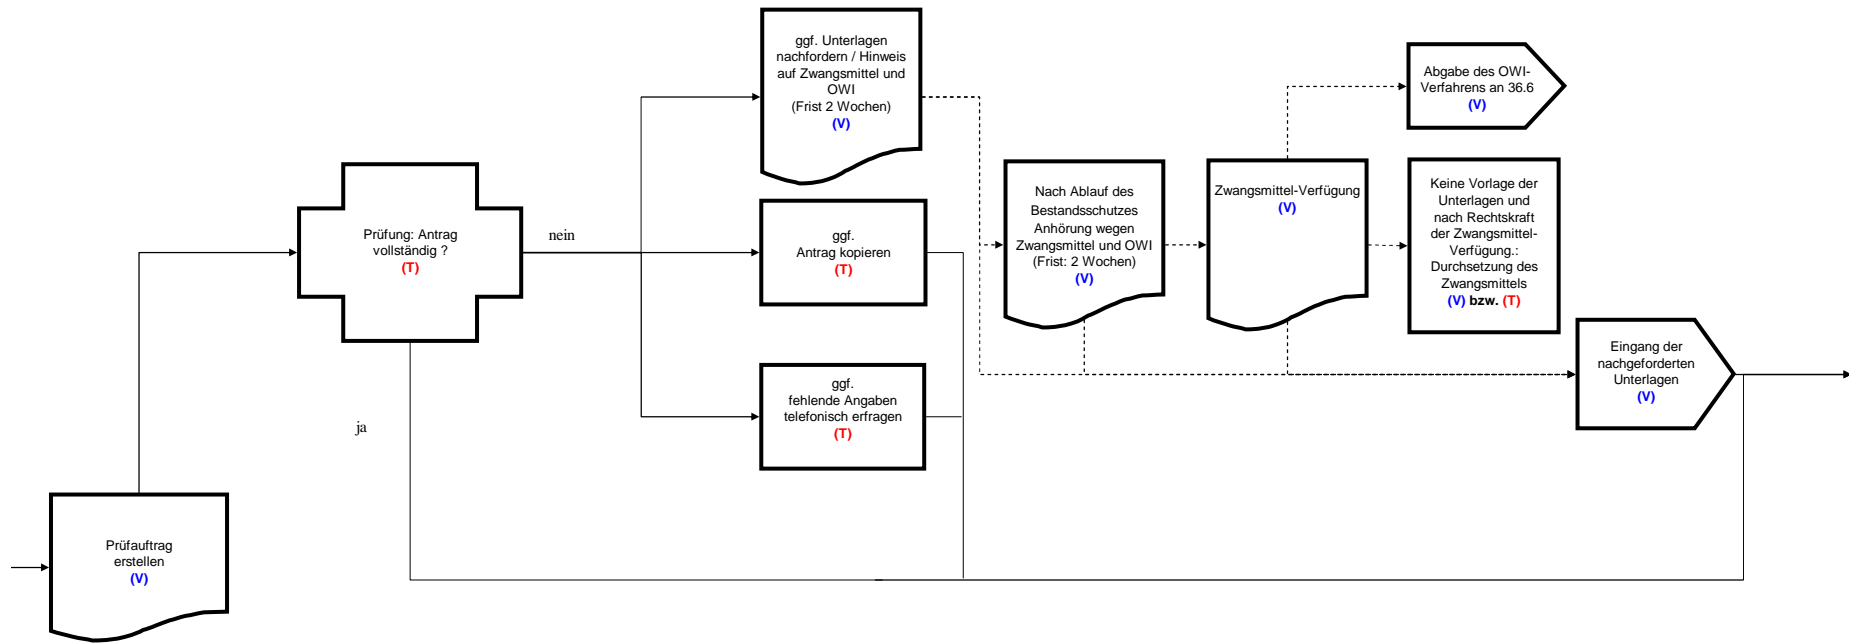 ggf. Unterlagen
nachfordern / Hinweis
auf Zwangsmittel und
OWI
(Frist 2 Wochen)
(V)
Abgabe des OWI-
Verfahrens an 36.6
(V)
Prüfung: Antrag
vollständig ?
(T)
nein
ggf.
Antrag kopieren
(T)
Nach Ablauf des
Bestandsschutzes
Anhörung wegen
Zwangsmittel und OWI
(Frist: 2 Wochen)
(V)
Zwangsmittel-Verfügung
(V)
Keine Vorlage der
Unterlagen und
nach Rechtskraft
der Zwangsmittel-
Verfügung.:
Durchsetzung des
Zwangsmittels
(V) bzw. (T)
Eingang der
nachgeforderten
Unterlagen
(V)
ggf.
fehlende Angaben
telefonisch erfragen
(T)
ja
Prüfauftrag
erstellen
(V)